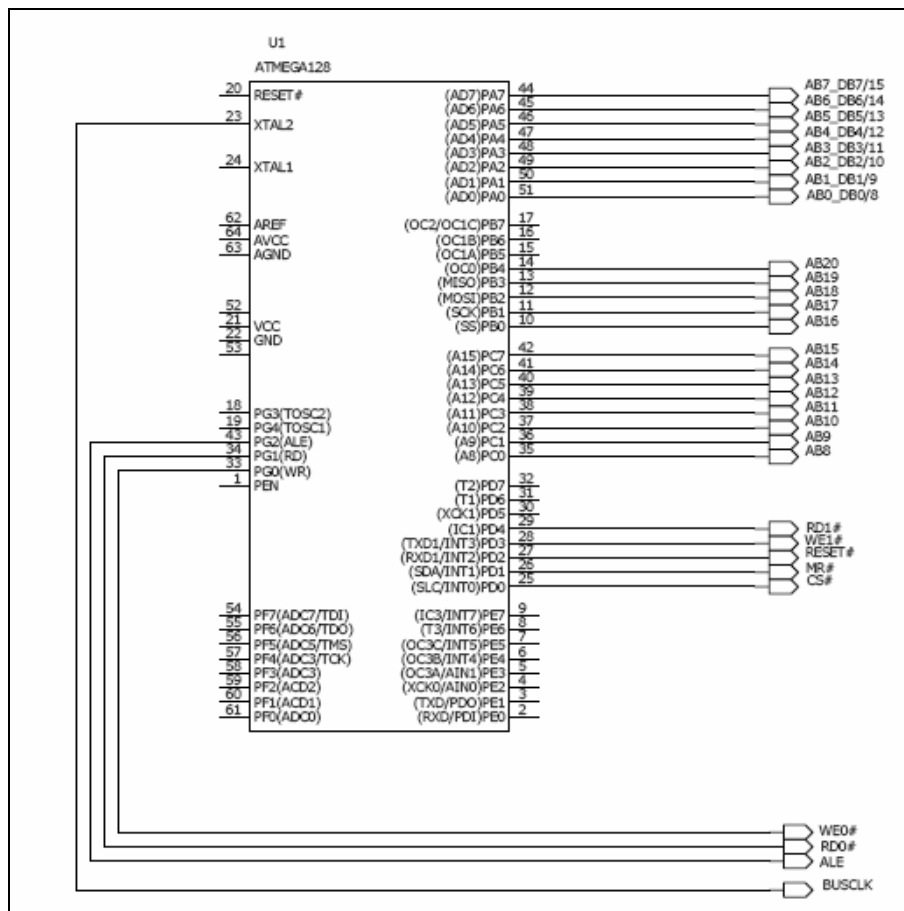 U1
ATMEGA128
20 RESET# (AD7)PA7 44 AB7_DB7/15
(AD6)PA6 45 AB6_DB6/14
23 XTAL2 (AD5)PA5 46 AB5_DB5/13
(AD4)PA4 47 AB4_DB4/12
(AD3)PA3 48 AB3_DB3/11
24 XTAL1 (AD2)PA2 49 AB2_DB2/10
(AD1)PA1 50 AB1_DB1/9
(AD0)PA0 51 AB0_DB0/8
62 AREF (OC2/OC1C)PB7 17
64 AVCC (OC1B)PB6 16
63 AGND (OC1A)PB5 15
(OC0)PB4 14 AB20
(MISO)PB3 13 AB19
(MOSI)PB2 12 AB18
52 (SCK)PB1 11 AB17
21 VCC (SS)PB0 10 AB16
22 GND
53 (A15)PC7 42 AB15
(A14)PC6 41 AB14
(A13)PC5 40 AB13
(A12)PC4 39 AB12
18 PG3(TOSC2) (A11)PC3 38 AB11
19 PG4(TOSC1) (A10)PC2 37 AB10
43 PG2(ALE) (A9)PC1 36 AB9
34 PG1(RD) (A8)PC0 35 AB8
33 PG0(WR)
1 PEN (T2)PD7 32
(T1)PD6 31
(XCK1)PD5 30
(IC1)PD4 29 RD1#
(TXD1/INT3)PD3 28 WE1#
(RXD1/INT2)PD2 27 RESET#
(SDA/INT1)PD1 26 MR#
(SLC/INT0)PD0 25 CS#
54 PF7(ADC7/TDI) (IC3/INT7)PE7 9
55 PF6(ADC6/TDO) (T3/INT6)PE6 8
56 PF5(ADC5/TMS) (OC3C/INT5)PE5 7
57 PF4(ADC3/TCK) (OC3B/INT4)PE4 6
58 PF3(ADC3) (OC3A/AIN1)PE3 5
59 PF2(ACD2) (XCK0/AIN0)PE2 4
60 PF1(ACD1) (TXD/PDO)PE1 3
61 PF0(ADC0) (RXD/PDI)PE0 2
WE0#
RD0#
ALE
BUSCLK